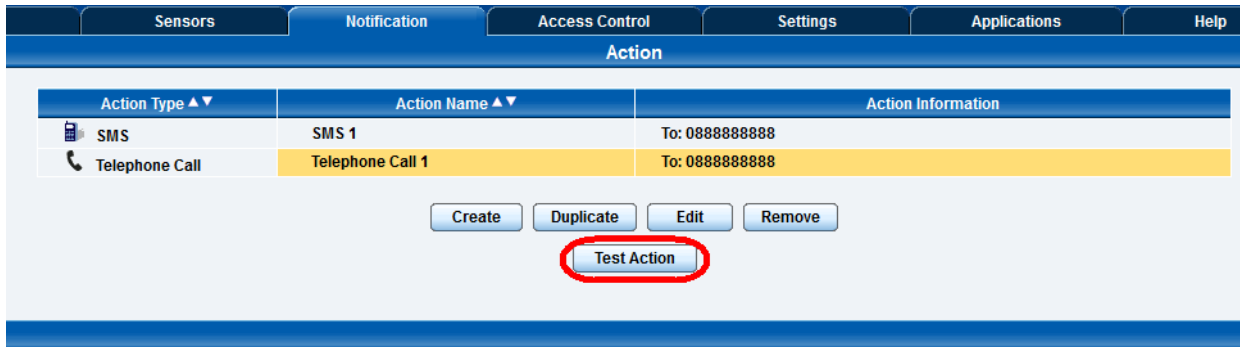 Sensors Notification Access Control Settings Applications Help
Action
Action Type ▲▼ Action Name ▲▼ Action Information
SMS SMS 1 To: 0888888888
Telephone Call Telephone Call 1 To: 0888888888
Create Duplicate Edit Remove
Test Action